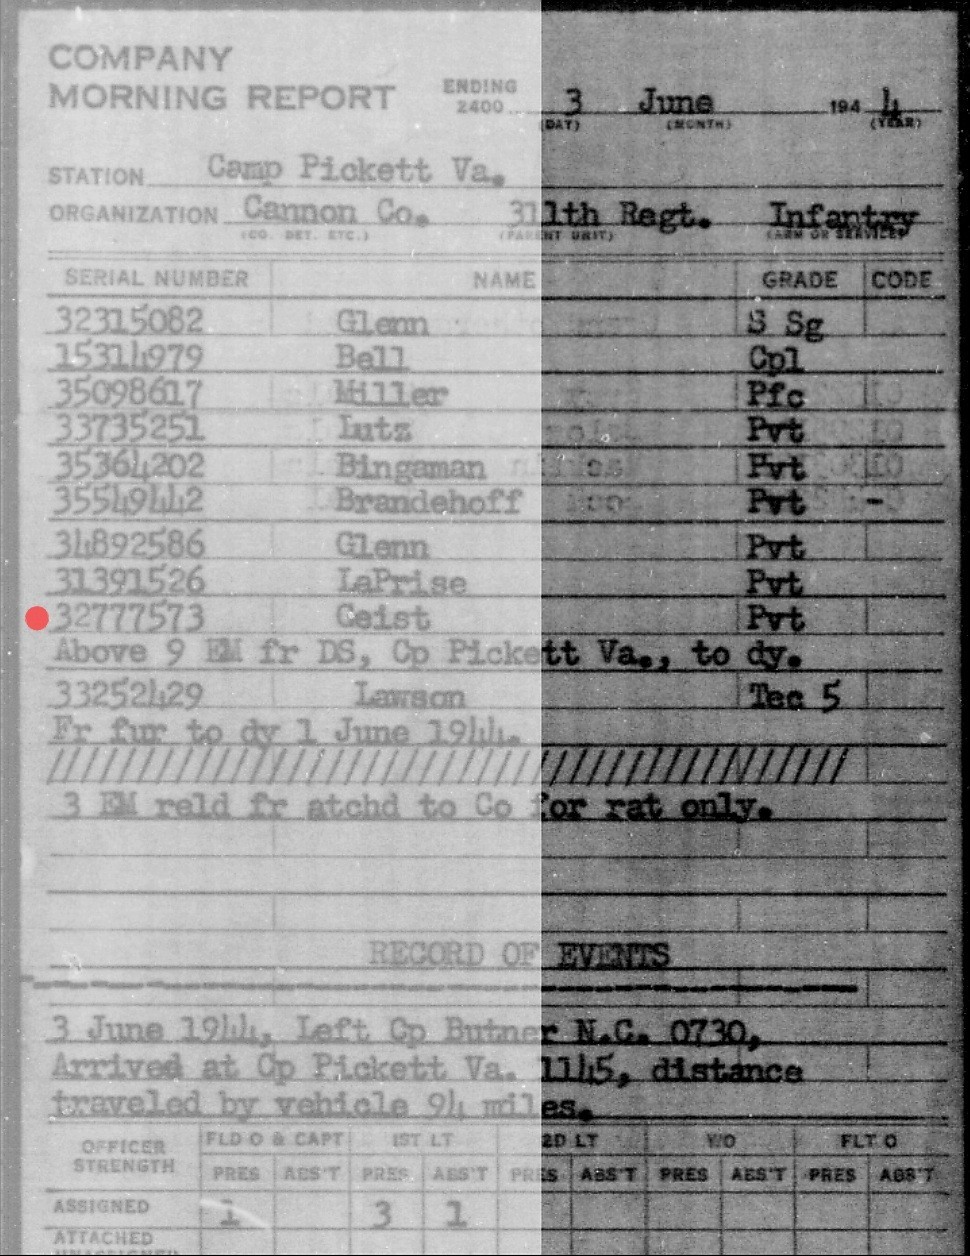 COMPANY
MORNING REPORT ENDING 2400 3 June 194 4
(DAY) (MONTH) (YEAR)
STATION Camp Pickett Va.
ORGANIZATION Cannon Co. 311th Regt. Infantry
(CO. DET. ETC.) (PARENT UNIT) (ARM OR SERVICE)
SERIAL NUMBER NAME GRADE CODE
32315082 Glenn S Sg
15314979 Bell Cpl
35098617 Miller Pfc
33735251 Lutz Pvt
35364202 Bingaman Pvt
35549442 Brandehoff Pvt -
34892586 Glenn Pvt
31391526 LaPrise Pvt
32777573 Geist Pvt
Above 9 EM fr DS, Cp Pickett Va., to dy.
33252429 Lawson Tec 5
Fr fur to dy 1 June 1944.
3 EM reld fr atchd to Co for rat only.
RECORD OF EVENTS
3 June 1944, Left Cp Butner N.C. 0730,
Arrived at Cp Pickett Va. 1145, distance
traveled by vehicle 94 miles.
OFFICER STRENGTH FLD O & CAPT 1ST LT 2D LT WO FLT O
PRES ABS'T PRES ABS'T PRES ABS'T PRES ABS'T PRES ABS'T
ASSIGNED 1 3 1
ATTACHED
UNASSIGNED